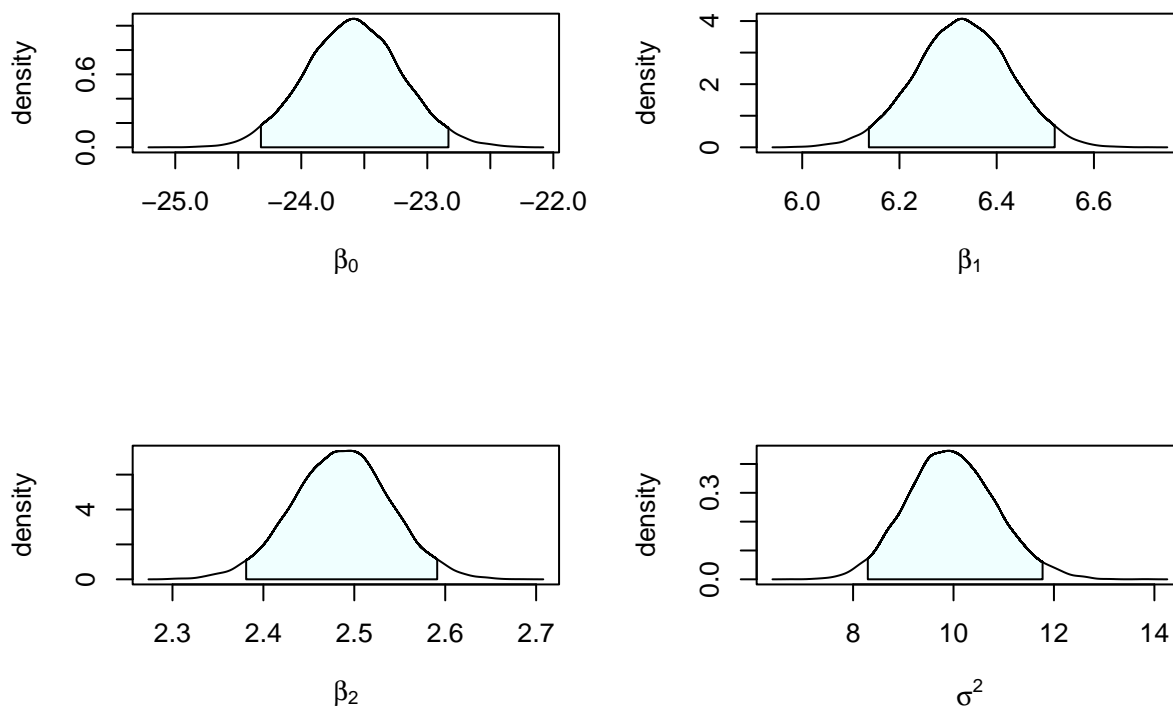 density
0.0 0.6
−25.0 −24.0 −23.0 −22.0
β₀
density
0 2 4
6.0 6.2 6.4 6.6
β₁
density
0 4
2.3 2.4 2.5 2.6 2.7
β₂
density
0.0 0.3
8 10 12 14
σ²